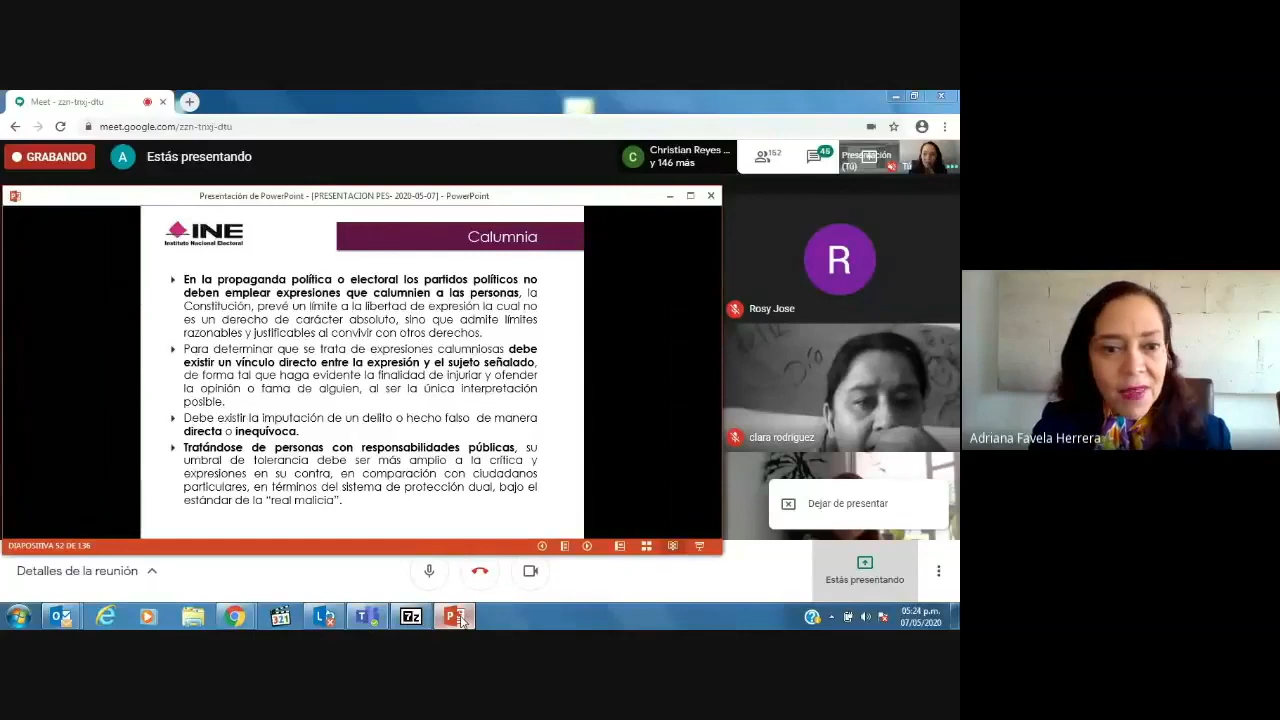 Meet - zzn-tnxj-dtu
meet.google.com/zzn-tnxj-dtu
GRABANDO
A
Estás presentando
C
Christian Reyes ...
y 146 más
152
46
Presentación
(Tú)
Tú
Presentación de PowerPoint - [PRESENTACION PES- 2020-05-07] - PowerPoint
INE
Instituto Nacional Electoral
Calumnia
En la propaganda política o electoral los partidos políticos no
deben emplear expresiones que calumnien a las personas, la
Constitución, prevé un límite a la libertad de expresión la cual no
es un derecho de carácter absoluto, sino que admite límites
razonables y justificables al convivir con otros derechos.
Para determinar que se trata de expresiones calumniosas debe
existir un vínculo directo entre la expresión y el sujeto señalado,
de forma tal que haga evidente la finalidad de injuriar y ofender
la opinión o fama de alguien, al ser la única interpretación
posible.
Debe existir la imputación de un delito o hecho falso de manera
directa o inequívoca.
Tratándose de personas con responsabilidades públicas, su
umbral de tolerancia debe ser más amplio a la crítica y
expresiones en su contra, en comparación con ciudadanos
particulares, en términos del sistema de protección dual, bajo el
estándar de la “real malicia”.
R
Rosy Jose
clara rodriguez
Dejar de presentar
Adriana Favela Herrera
DIAPOSITIVA 52 DE 136
Detalles de la reunión
Estás presentando
321
7z
05:24 p.m.
07/05/2020